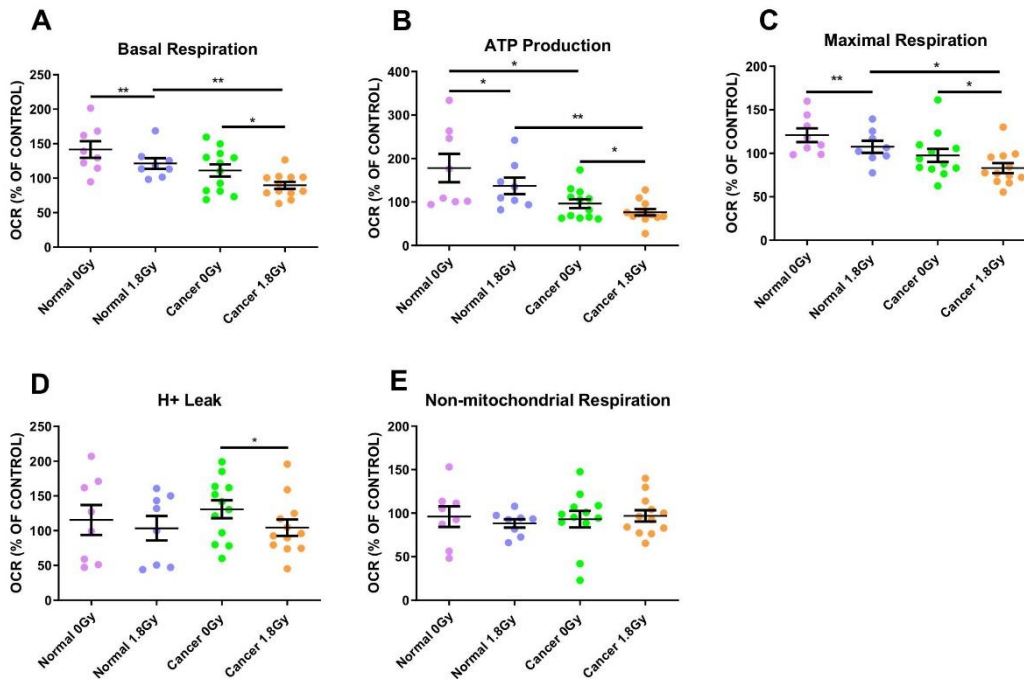 A
Basal Respiration
OCR (% OF CONTROL)
250
200
150
100
50
0
**
**
*
Normal 0Gy
Normal 1.8Gy
Cancer 0Gy
Cancer 1.8Gy
B
ATP Production
OCR (% OF CONTROL)
400
300
200
100
0
*
*
**
*
Normal 0Gy
Normal 1.8Gy
Cancer 0Gy
Cancer 1.8Gy
C
Maximal Respiration
OCR (% OF CONTROL)
200
150
100
50
0
*
**
*
Normal 0Gy
Normal 1.8Gy
Cancer 0Gy
Cancer 1.8Gy
D
H+ Leak
OCR (% OF CONTROL)
250
200
150
100
50
0
*
Normal 0Gy
Normal 1.8Gy
Cancer 0Gy
Cancer 1.8Gy
E
Non-mitochondrial Respiration
OCR (% OF CONTROL)
200
150
100
50
0
Normal 0Gy
Normal 1.8Gy
Cancer 0Gy
Cancer 1.8Gy